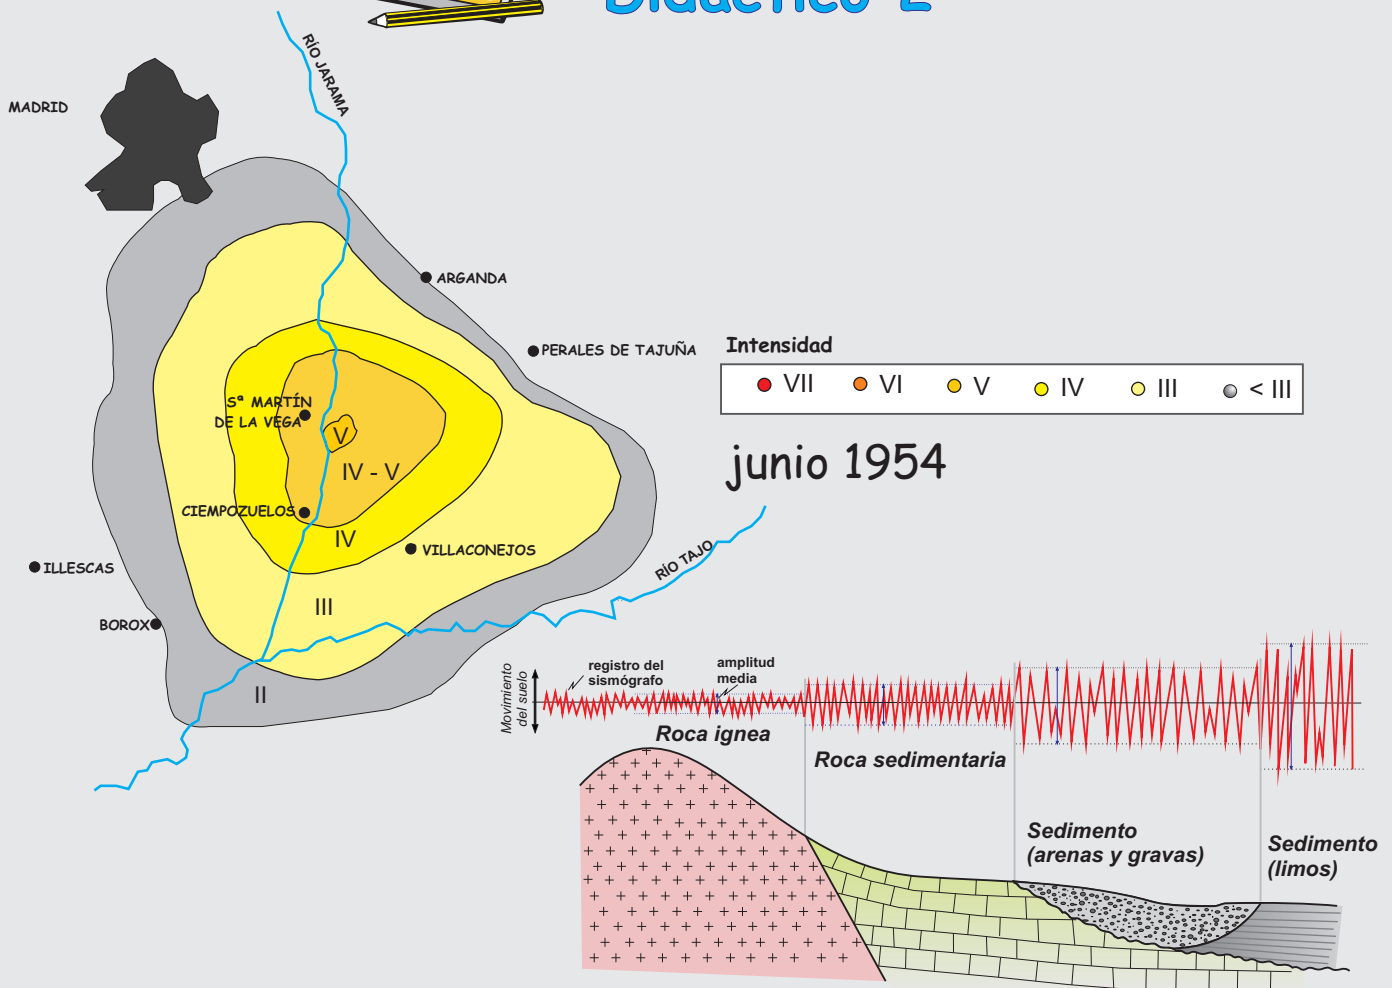 Didáctico 2
RÍO JARAMA
MADRID
ARGANDA
PERALES DE TAJUÑA
Intensidad
VII VI V IV III < III
Sª MARTÍN
DE LA VEGA
V
IV - V
junio 1954
CIEMPOZUELOS
IV
VILLACONEJOS
RÍO TAJO
ILLESCAS
III
BOROX
II
Movimiento
del suelo
registro del
sismógrafo
amplitud
media
Roca ignea
Roca sedimentaria
Sedimento
(arenas y gravas)
Sedimento
(limos)